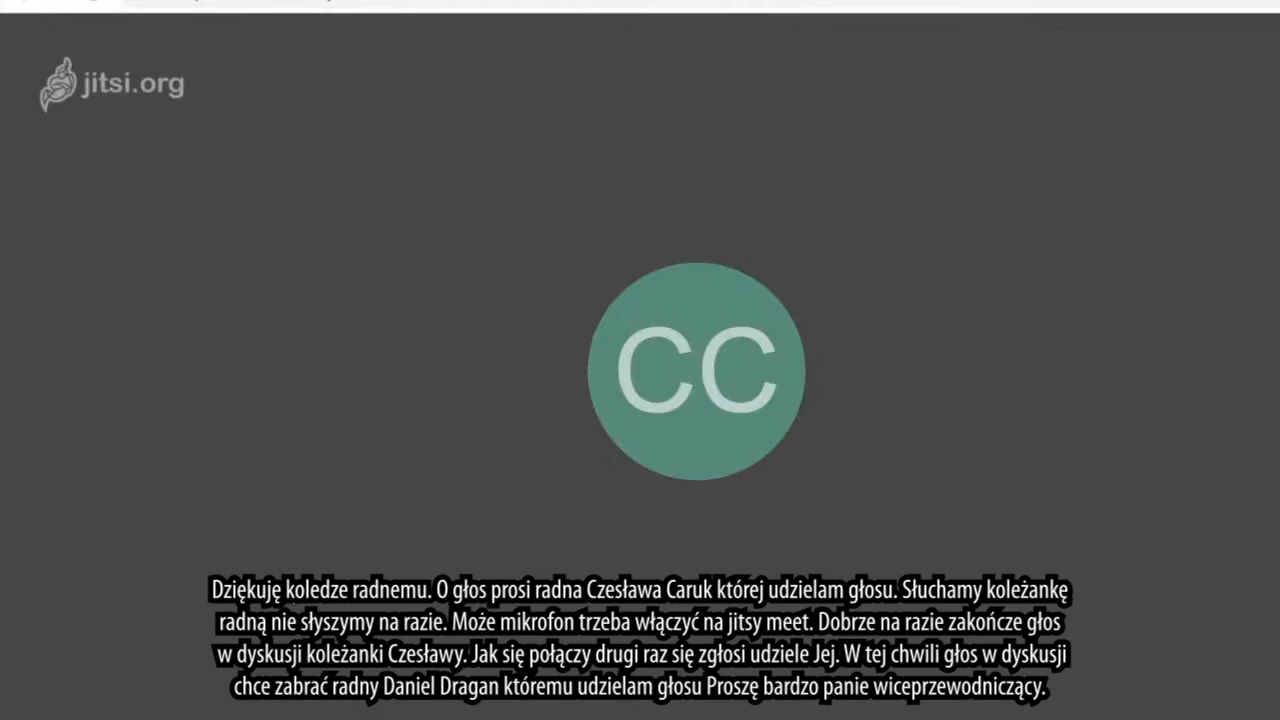 jitsi.org
CC
Dziękuję koledze radnemu. O głos prosi radna Czesława Caruk której udzielam głosu. Słuchamy koleżankę
radną nie słyszymy na razie. Może mikrofon trzeba włączyć na jitsy meet. Dobrze na razie zakończe głos
w dyskusji koleżanki Czesławy. Jak się połączy drugi raz się zgłosi udziele Jej. W tej chwili głos w dyskusji
chce zabrać radny Daniel Dragan któremu udzielam głosu Proszę bardzo panie wiceprzewodniczący.